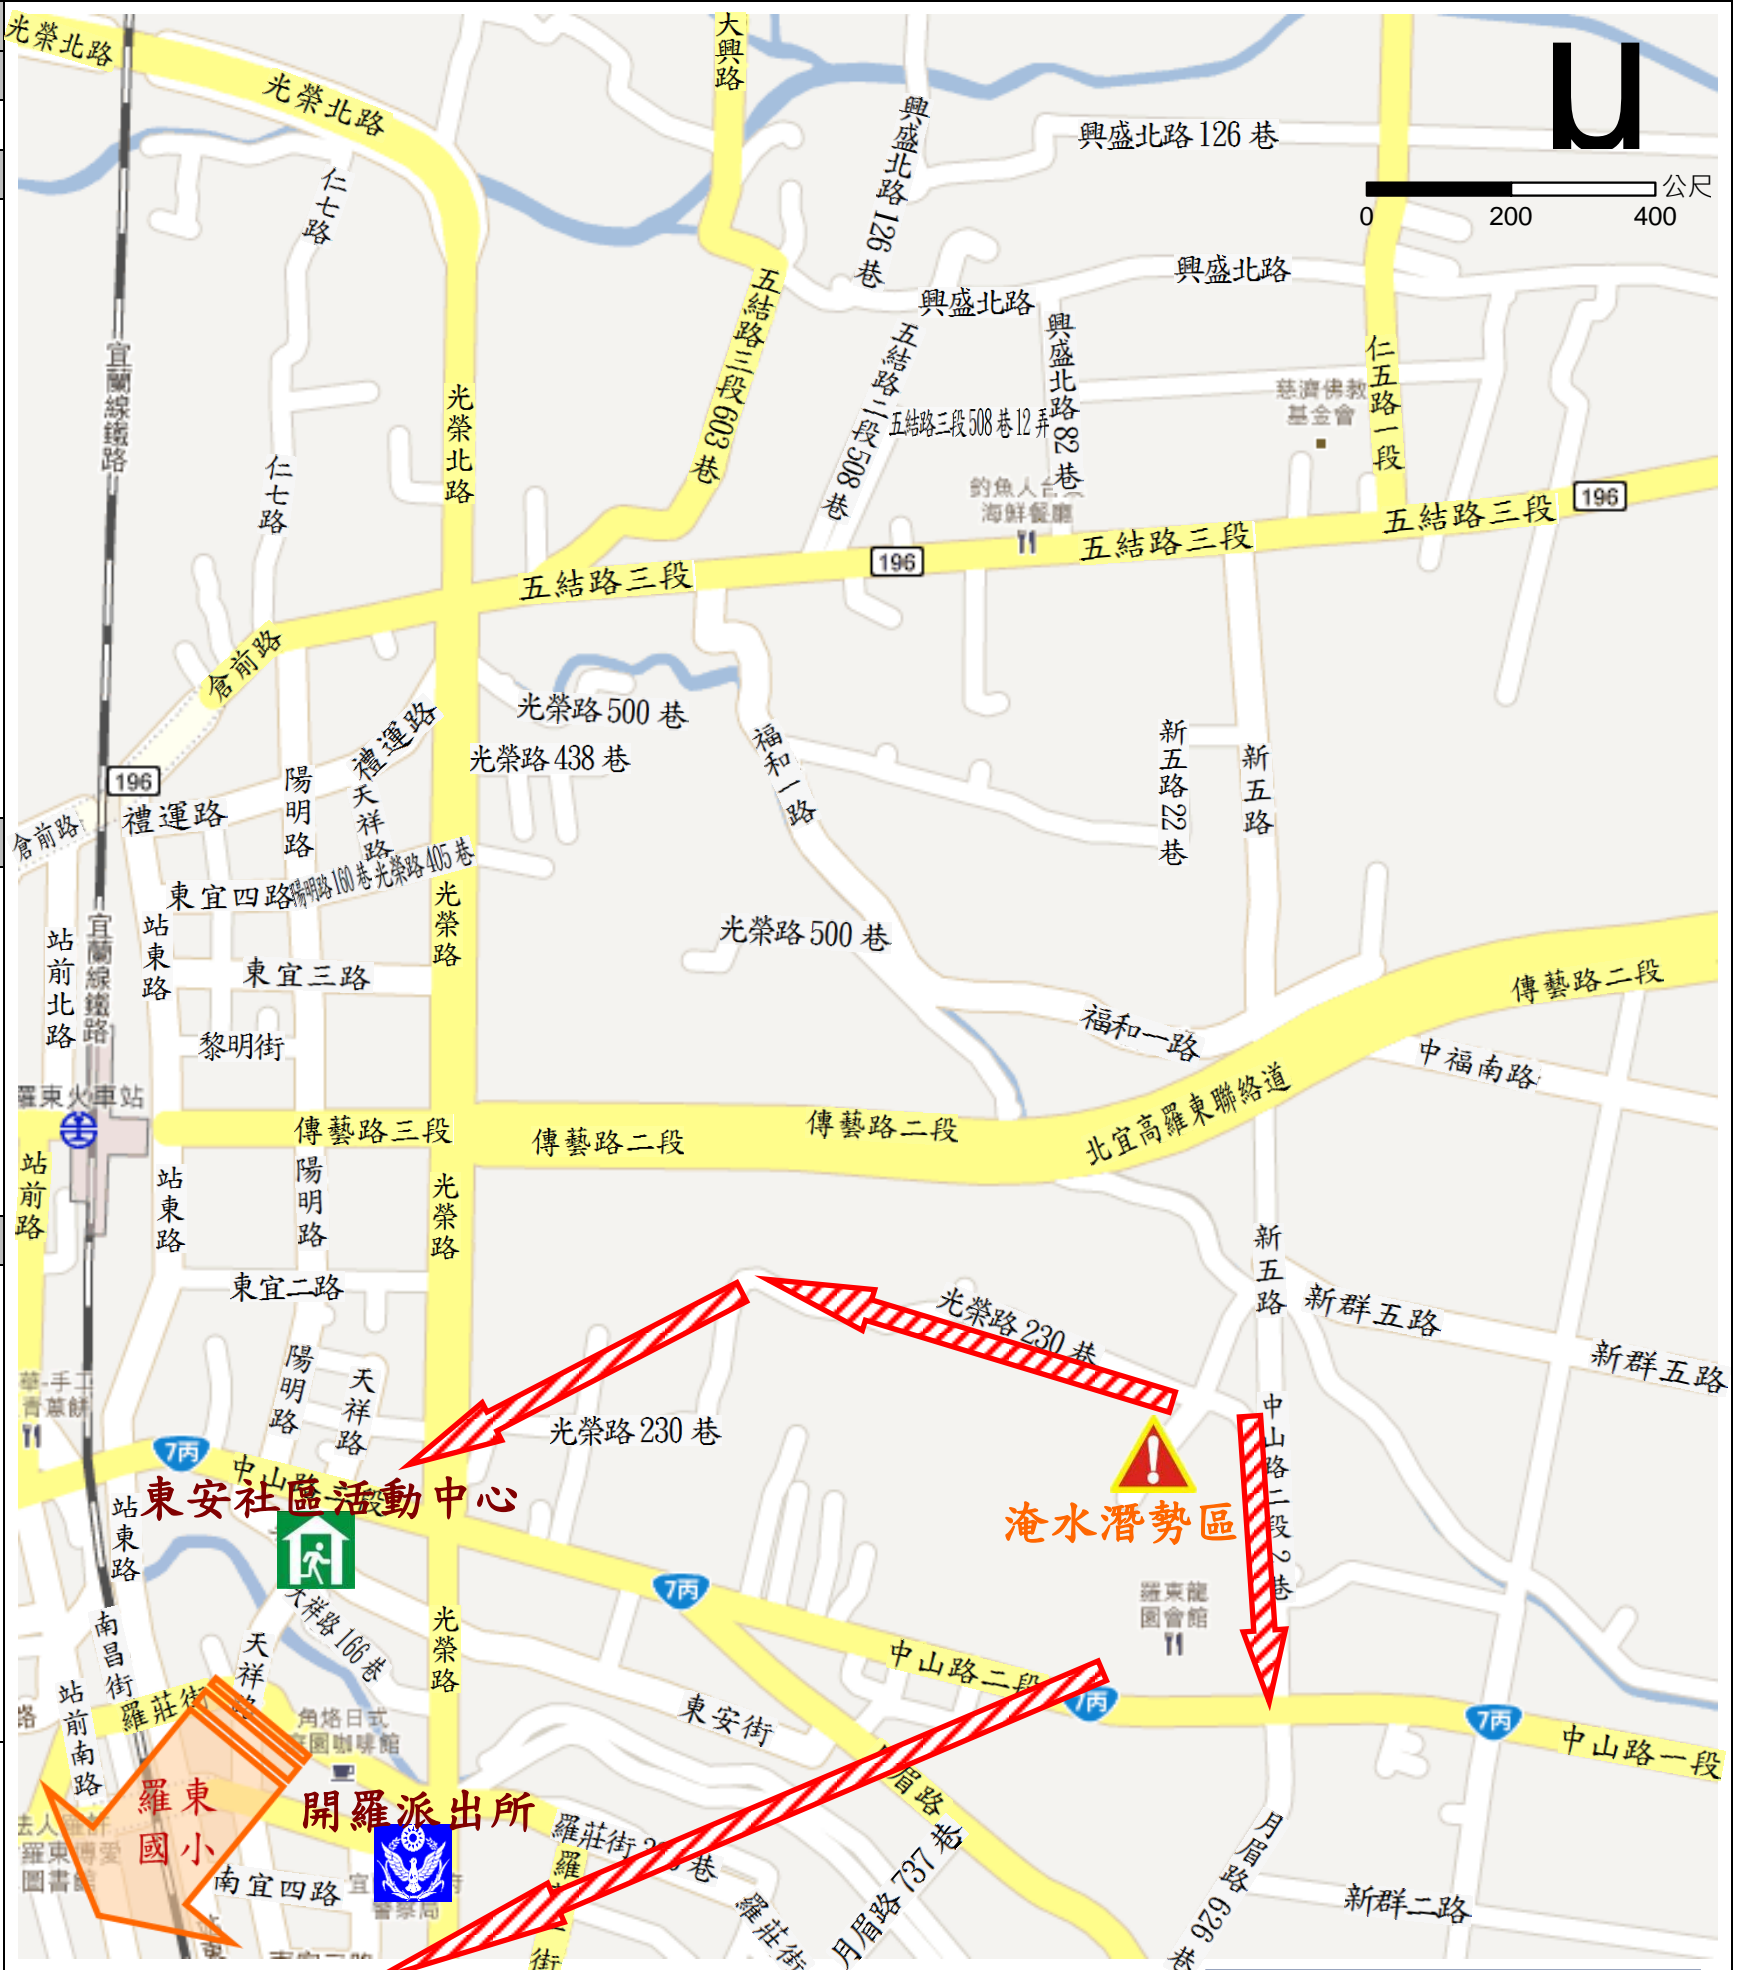 光榮北路
大興路
光榮北路
興盛北路126巷
興盛北路126巷
公尺
0 200 400
仁七路
興盛北路
興盛北路
五結路三段603巷
興盛北路82巷
仁五路一段
宜蘭線鐵路
慈濟佛教
基金會
光榮北路
五結路三段508巷12弄
仁七路
海鮮餐廳
196
五結路三段
五結路三段
196
五結路三段
倉前路
光榮路500巷
禮運路
光榮路438巷
福和一路
新五路22巷
新五路
196
陽明路
天祥路
禮運路
倉前路
陽明路160巷
光榮路405巷
東宜四路
光榮路
站前北路
宜蘭線鐵路
站東路
光榮路500巷
東宜三路
傳藝路二段
福和一路
黎明街
中福南路
羅東火車站
傳藝路三段
傳藝路二段
傳藝路二段
北宜高羅東聯絡道
站前路
站東路
陽明路
光榮路
新五路
東宜二路
光榮路230巷
新群五路
新群五路
陽明路
天祥路
光榮路230巷
中山路二段2巷
7丙
東安社區活動中心
淹水潛勢區
站東路
7丙
羅東龍
園會館
天祥路166巷
光榮路
南昌街
天祥路
中山路二段
7丙
7丙
中山路一段
羅莊街
站前南路
東安街
角烙日式
庭園咖啡館
羅東
國小
開羅派出所
月眉路
月眉路737巷
月眉路626巷
南宜四路
警察局
圖書館
羅莊街
新群二路